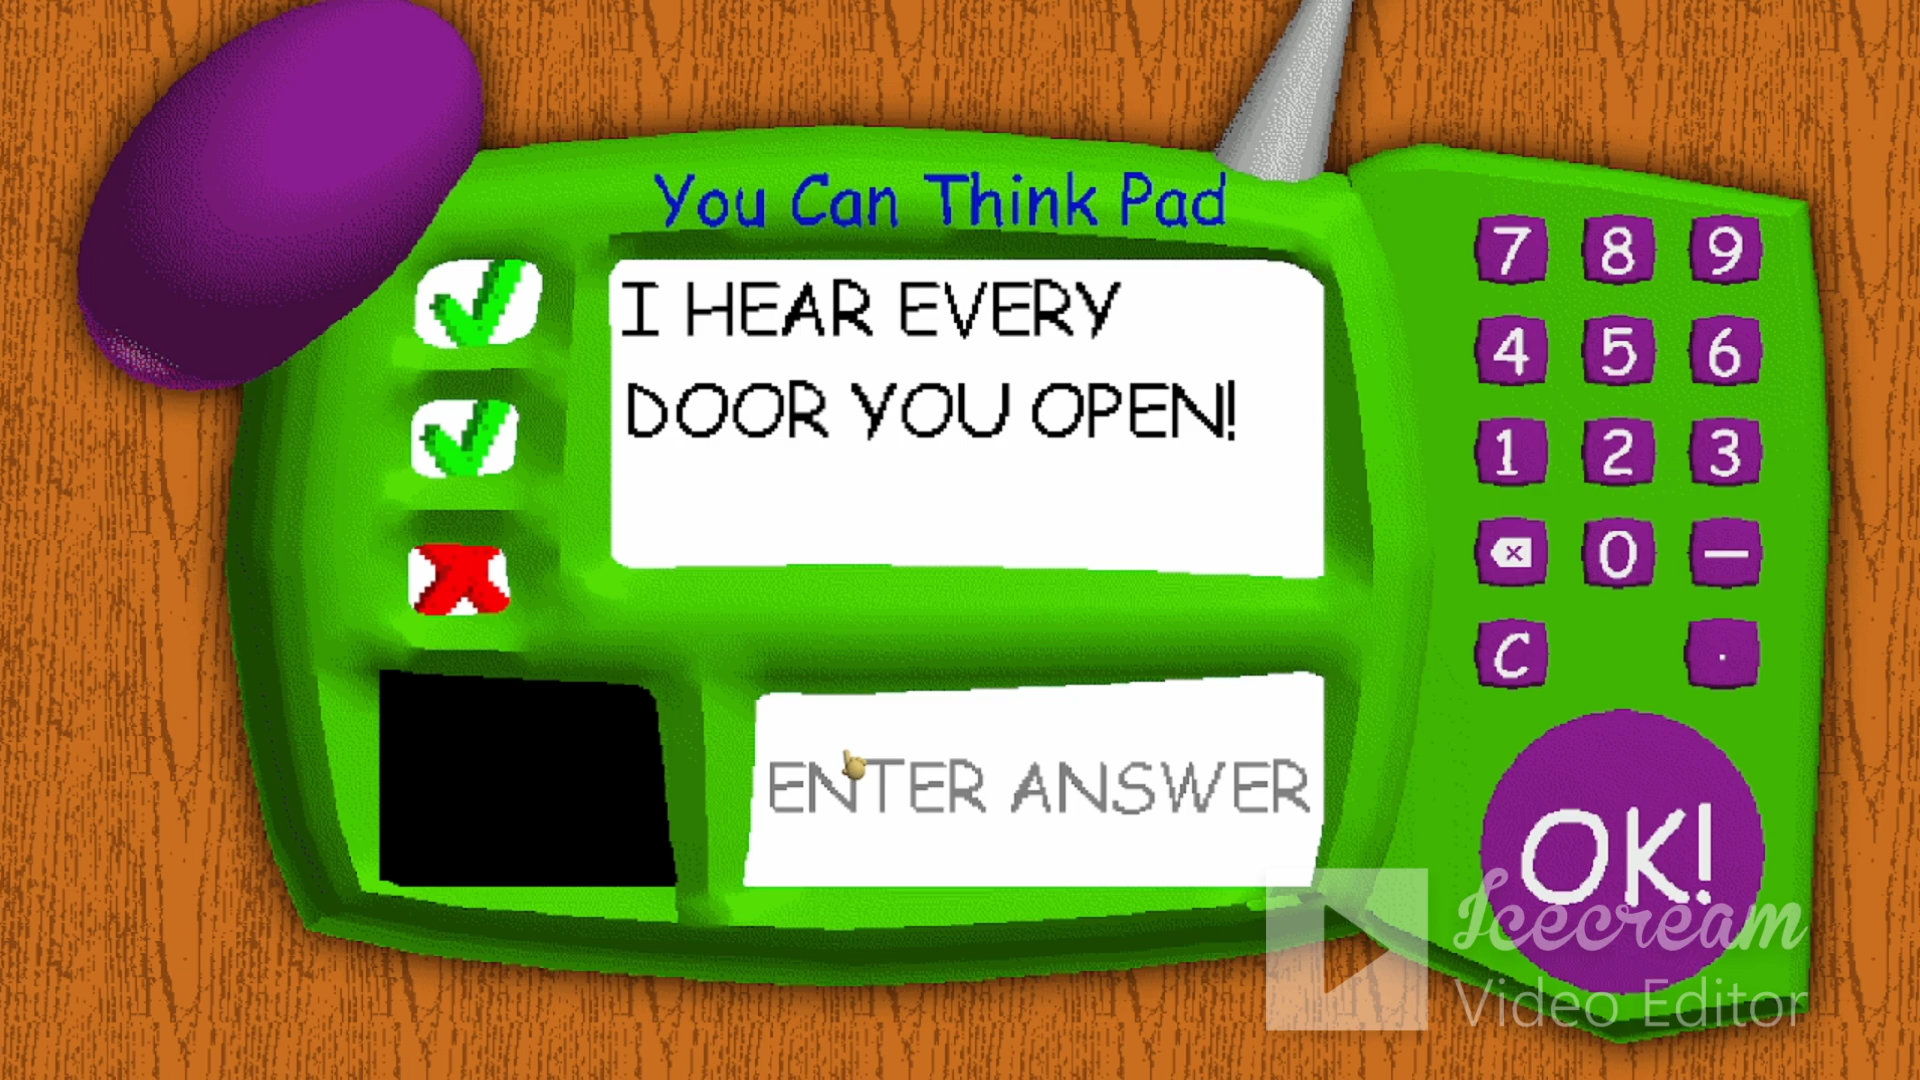 You Can Think Pad
I HEAR EVERY
DOOR YOU OPEN!
ENTER ANSWER
7 8 9
4 5 6
1 2 3
0 —
C .
OK!
Icecream
Video Editor